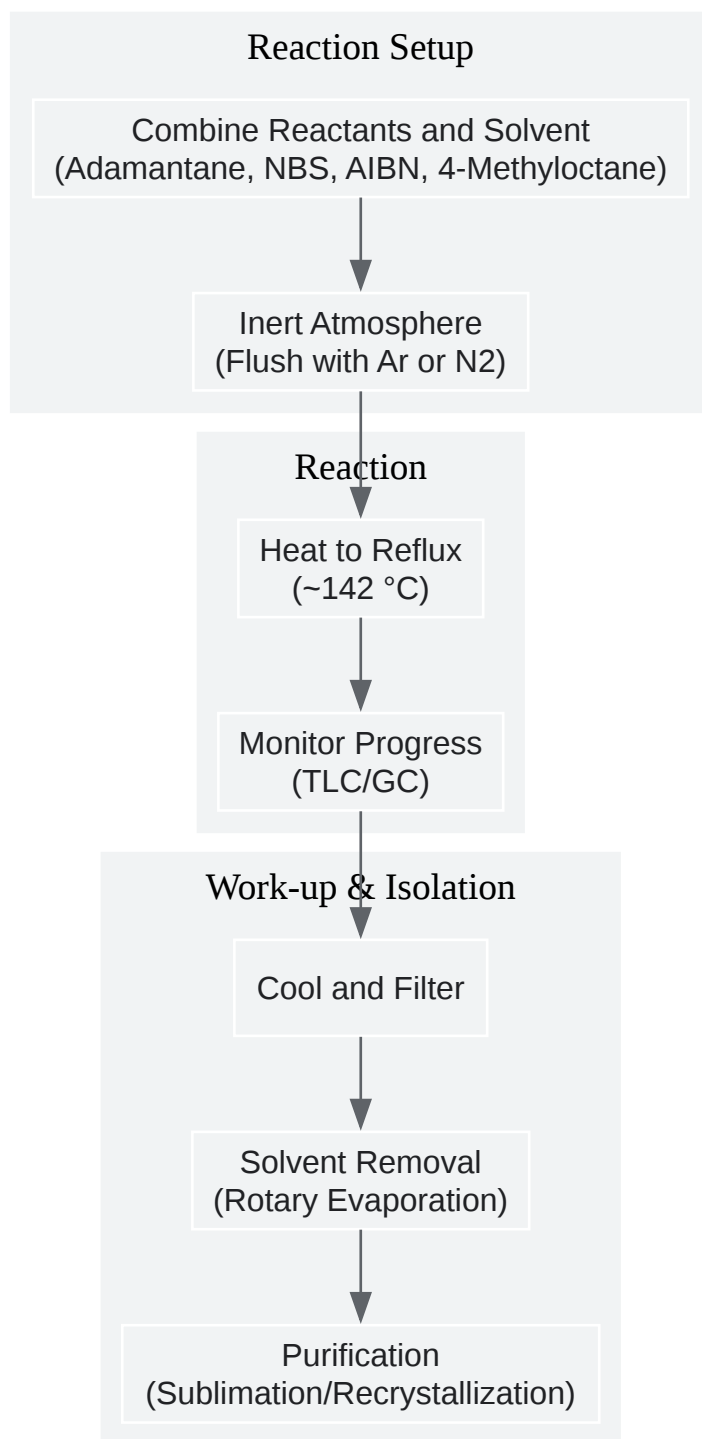 Reaction Setup
Combine Reactants and Solvent
(Adamantane, NBS, AIBN, 4-Methyloctane)
Inert Atmosphere
(Flush with Ar or N2)
Reaction
Heat to Reflux
(~142 °C)
Monitor Progress
(TLC/GC)
Work-up & Isolation
Cool and Filter
Solvent Removal
(Rotary Evaporation)
Purification
(Sublimation/Recrystallization)